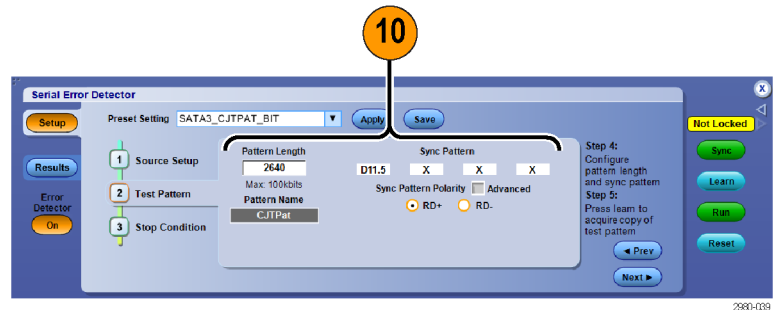 10
Serial Error Detector
X
Setup
Preset Setting SATA3_CJTPAT_BIT Apply Save
Not Locked
Results
Error
Detector
On
1 Source Setup
2 Test Pattern
3 Stop Condition
Pattern Length
2640
Max: 100kbits
Pattern Name
CJTPat
Sync Pattern
D11.5 X X X
Sync Pattern Polarity Advanced
RD+ RD-
Step 4:
Configure
pattern length
and sync pattern
Step 5:
Press learn to
acquire copy of
test pattern
◄ Prev
Next ►
Sync
Learn
Run
Reset
2980-039